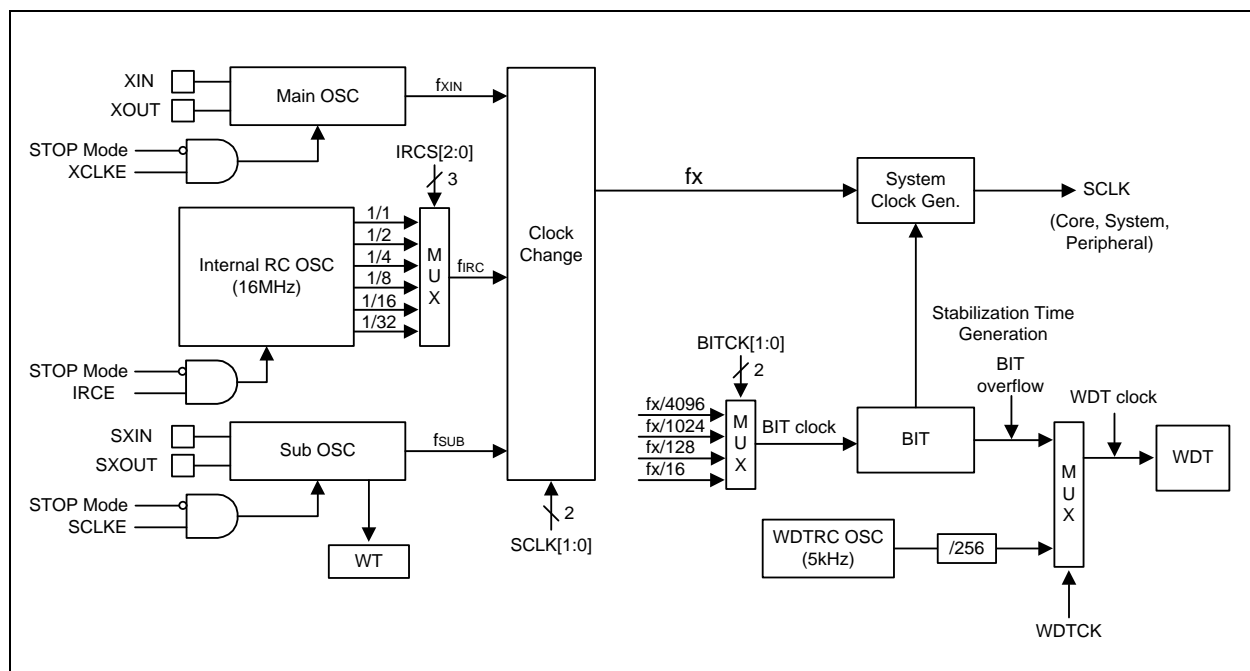 XIN
XOUT
Main OSC
fXIN
STOP Mode
XCLKE
IRCS[2:0]
3
Internal RC OSC
(16MHz)
1/1
1/2
1/4
1/8
1/16
1/32
MUX
fIRC
STOP Mode
IRCE
SXIN
SXOUT
Sub OSC
fSUB
STOP Mode
SCLKE
WT
Clock
Change
2
SCLK[1:0]
fx
System
Clock Gen.
SCLK
(Core, System,
Peripheral)
Stabilization Time
Generation
BITCK[1:0]
2
fx/4096
fx/1024
fx/128
fx/16
MUX
BIT clock
BIT
BIT
overflow
WDT clock
MUX
WDT
WDTRC OSC
(5kHz)
/256
WDTCK